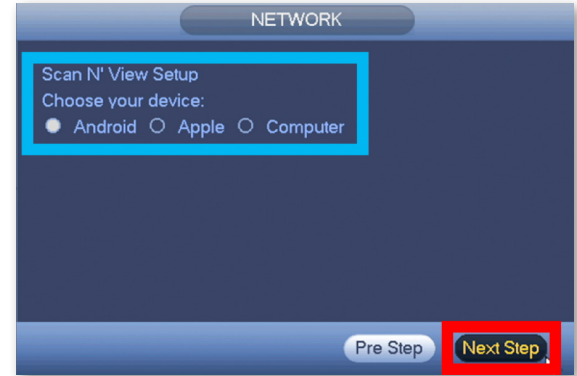 NETWORK
Scan N' View Setup
Choose your device:
Android Apple Computer
Pre Step Next Step